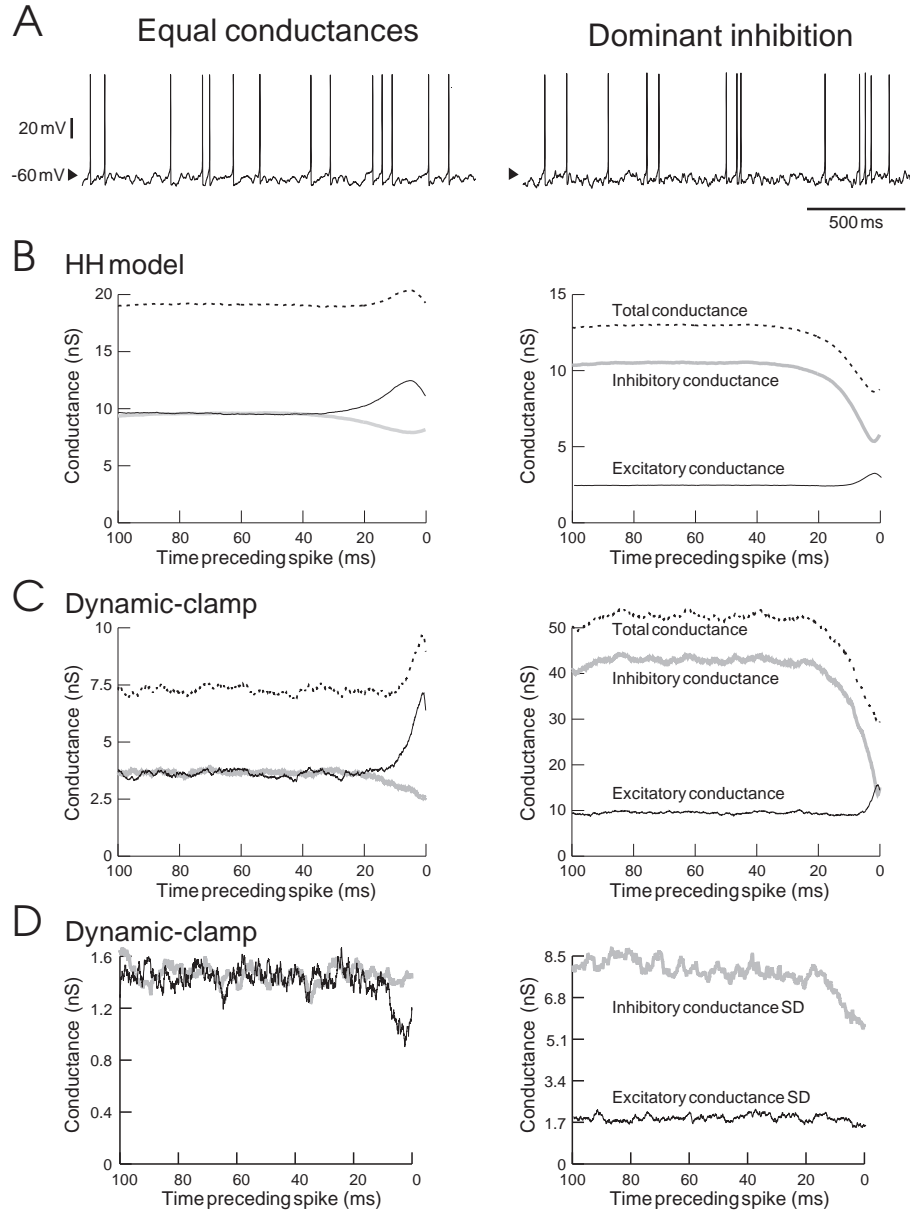 A
Equal conductances
Dominant inhibition
20 mV
-60 mV
500 ms
B
HH model
20
15
10
5
0
Conductance (nS)
100 80 60 40 20 0
Time preceding spike (ms)
15
10
5
0
Conductance (nS)
Total conductance
Inhibitory conductance
Excitatory conductance
100 80 60 40 20 0
Time preceding spike (ms)
C
Dynamic-clamp
10
7.5
5
2.5
0
Conductance (nS)
100 80 60 40 20 0
Time preceding spike (ms)
50
40
30
20
10
0
Conductance (nS)
Total conductance
Inhibitory conductance
Excitatory conductance
100 80 60 40 20 0
Time preceding spike (ms)
D
Dynamic-clamp
1.6
1.2
0.8
0.4
0
Conductance (nS)
100 80 60 40 20 0
Time preceding spike (ms)
8.5
6.8
5.1
3.4
1.7
0
Conductance (nS)
Inhibitory conductance SD
Excitatory conductance SD
100 80 60 40 20 0
Time preceding spike (ms)